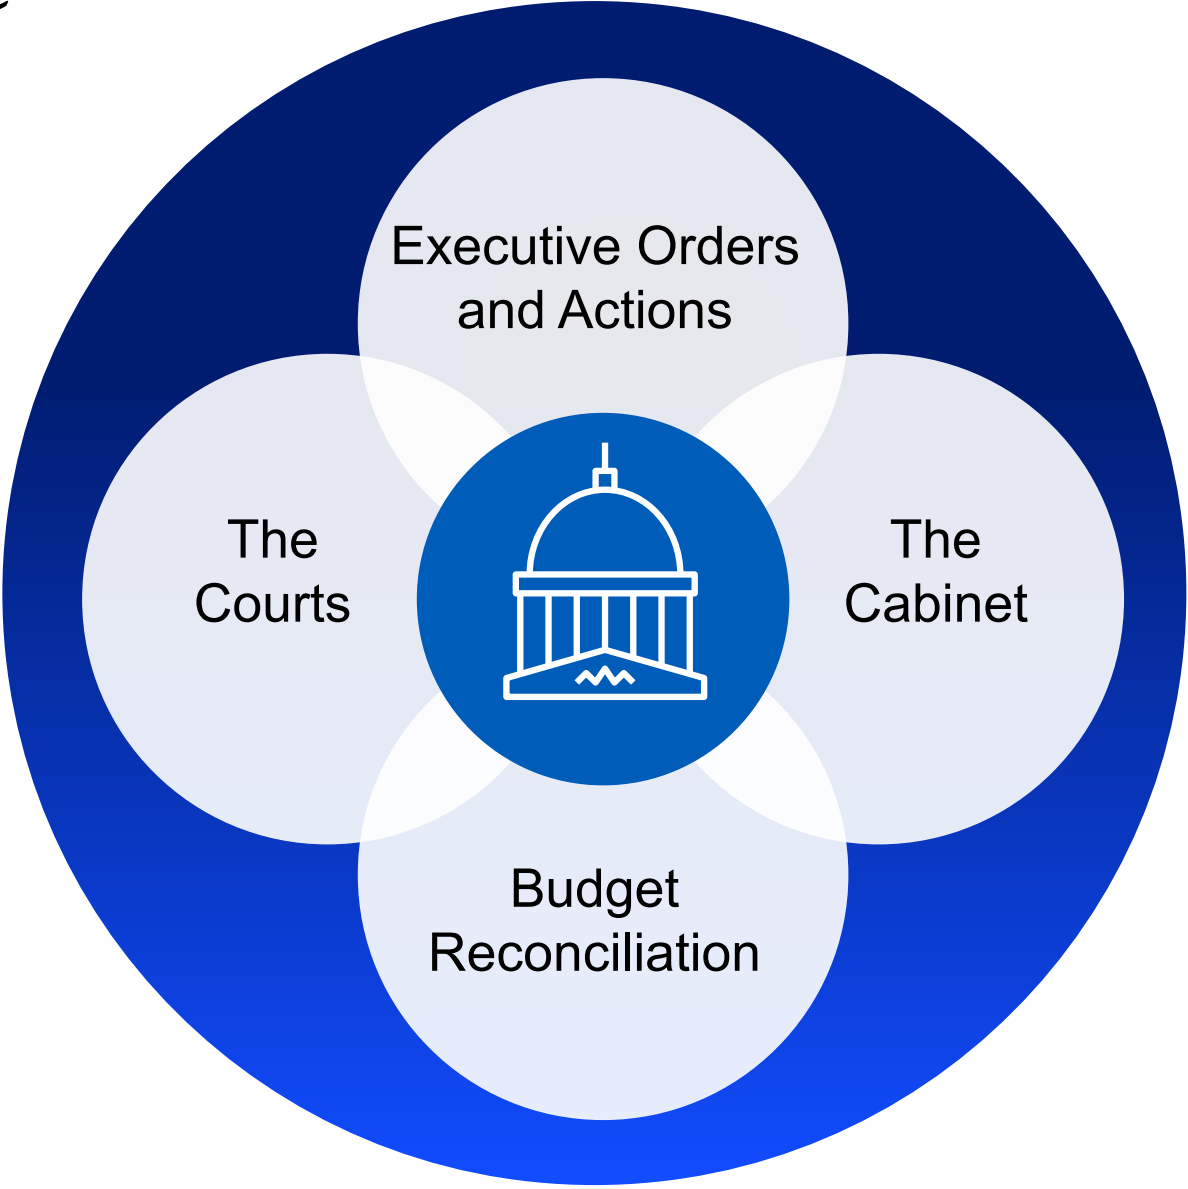 Executive Orders
and Actions
The
Courts
The
Cabinet
Budget
Reconciliation